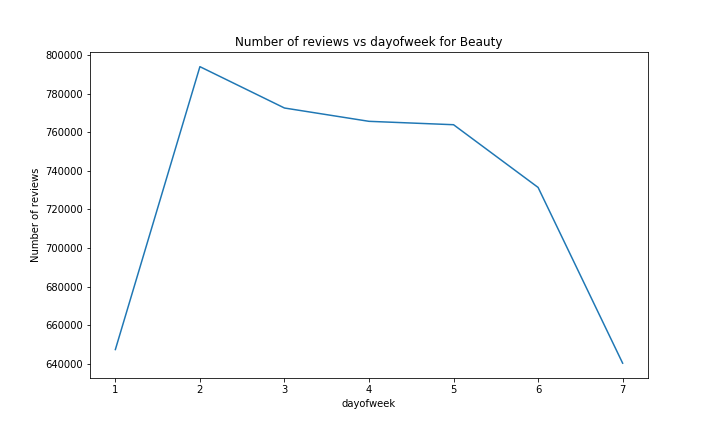 Number of reviews vs dayofweek for Beauty
800000
780000
760000
740000
720000
700000
680000
660000
640000
Number of reviews
1 2 3 4 5 6 7
dayofweek